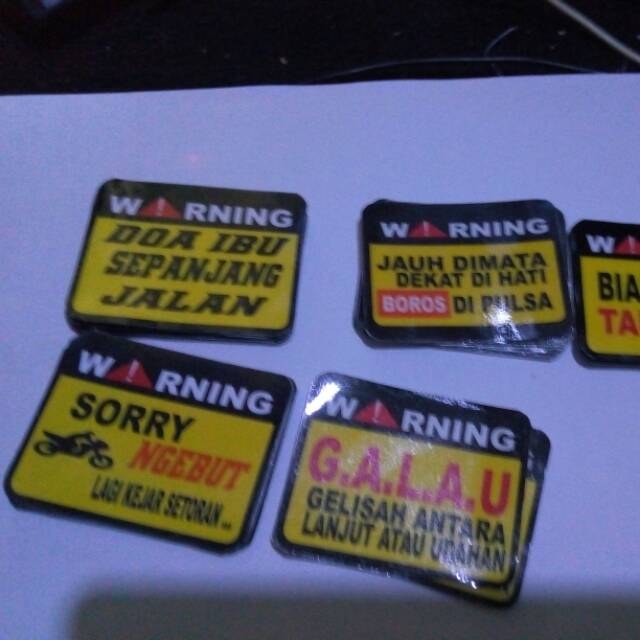 WARNING
DOA IBU
SEPANJANG
JALAN
WARNING
JAUH DIMATA
DEKAT DI HATI
BOROS DI PULSA
WARNING
SORRY
NGEBUT
LAGI KEJAR SETORAN..
WARNING
G.A.L.A.U
GELISAH ANTARA
LANJUT ATAU UDAHAN